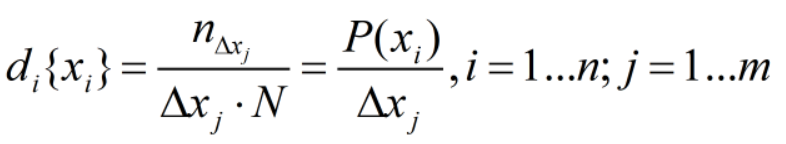 d_i{x_i} = n_{Δx_j} / (Δx_j · N) = P(x_i) / Δx_j , i = 1...n; j = 1...m